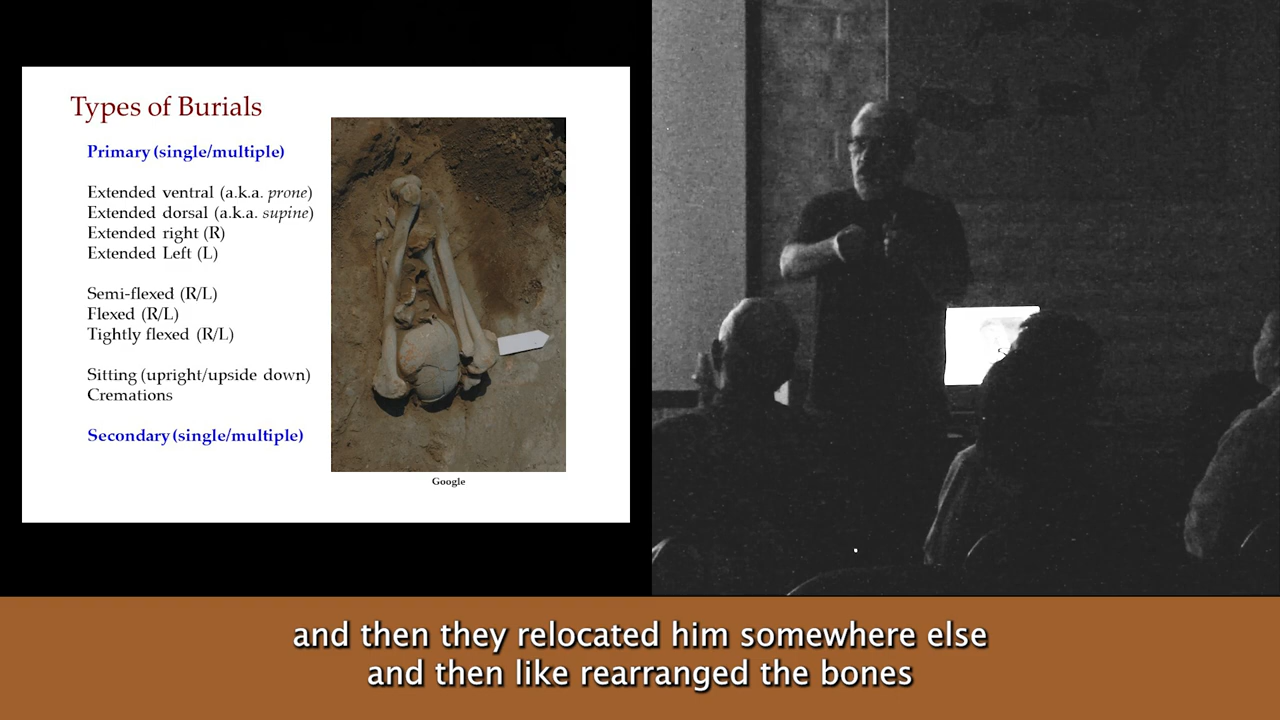 Types of Burials
Primary (single/multiple)
Extended ventral (a.k.a. prone)
Extended dorsal (a.k.a. supine)
Extended right (R)
Extended Left (L)
Semi-flexed (R/L)
Flexed (R/L)
Tightly flexed (R/L)
Sitting (upright/upside down)
Cremations
Secondary (single/multiple)
Google
and then they relocated him somewhere else
and then like rearranged the bones